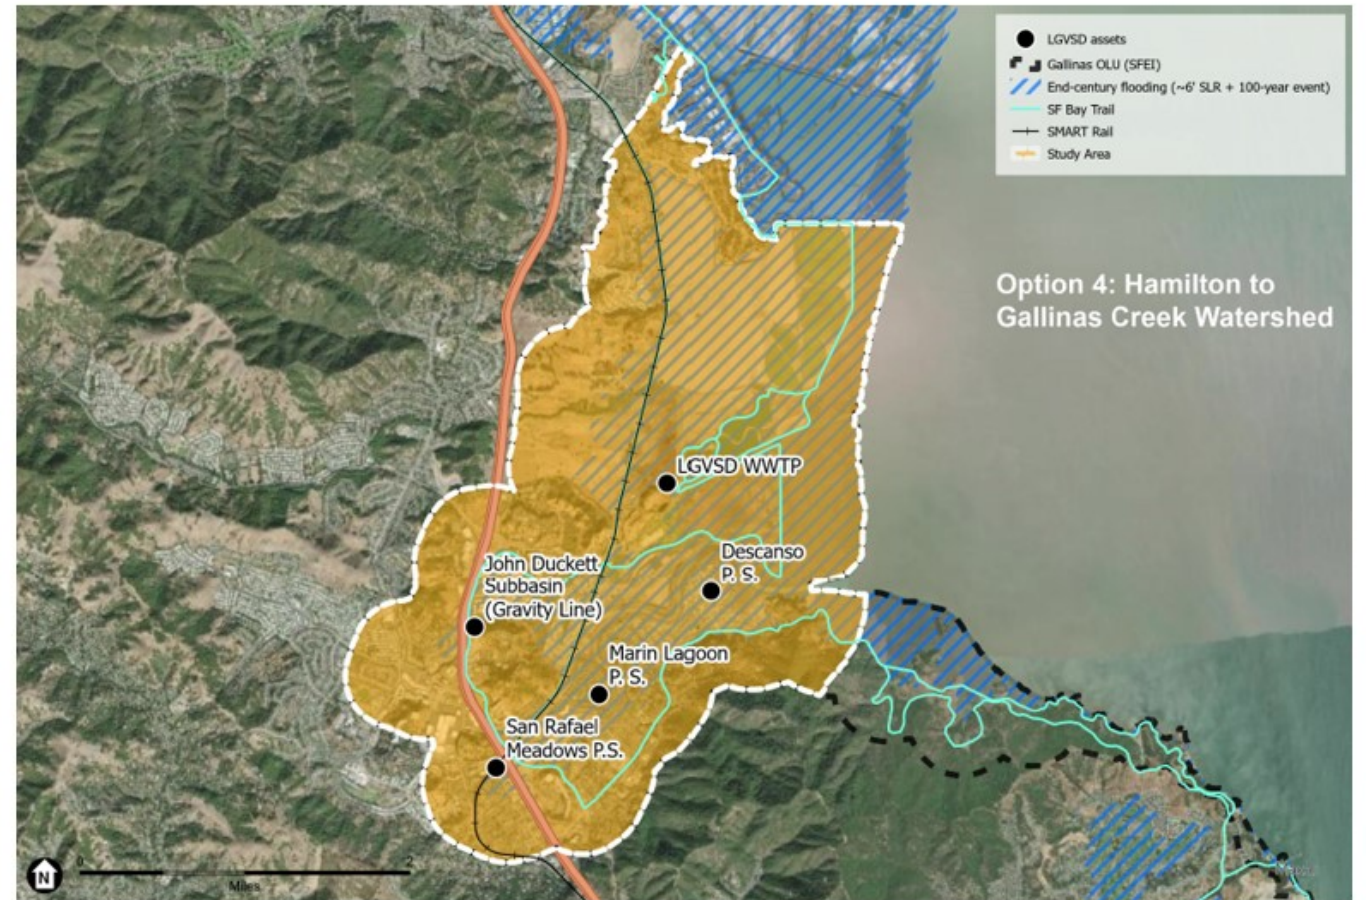 LGVSD assets
Gallinas OLU (SFEI)
End-century flooding (~6' SLR + 100-year event)
SF Bay Trail
SMART Rail
Study Area
Option 4: Hamilton to
Gallinas Creek Watershed
LGVSD WWTP
Descanso
P. S.
John Duckett
Subbasin
(Gravity Line)
Marin Lagoon
P. S.
San Rafael
Meadows P.S.
N
0 2
Miles